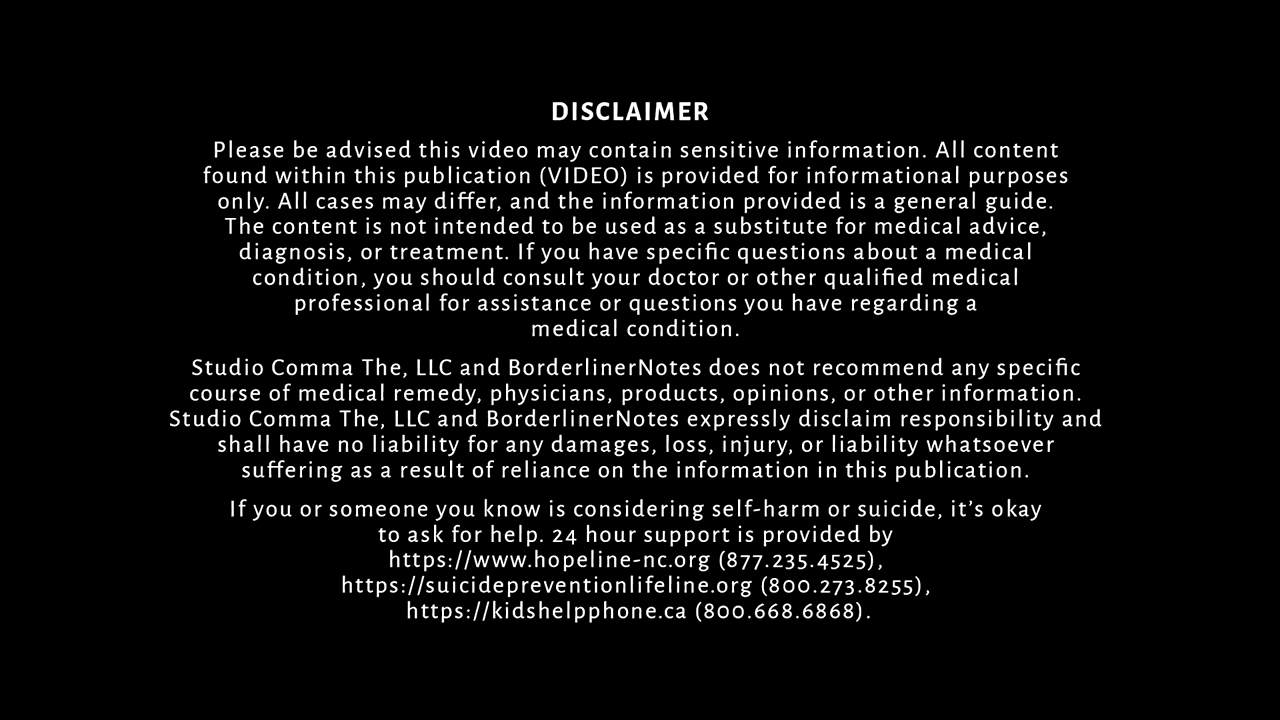 DISCLAIMER
Please be advised this video may contain sensitive information. All content
found within this publication (VIDEO) is provided for informational purposes
only. All cases may differ, and the information provided is a general guide.
The content is not intended to be used as a substitute for medical advice,
diagnosis, or treatment. If you have specific questions about a medical
condition, you should consult your doctor or other qualified medical
professional for assistance or questions you have regarding a
medical condition.
Studio Comma The, LLC and BorderlinerNotes does not recommend any specific
course of medical remedy, physicians, products, opinions, or other information.
Studio Comma The, LLC and BorderlinerNotes expressly disclaim responsibility and
shall have no liability for any damages, loss, injury, or liability whatsoever
suffering as a result of reliance on the information in this publication.
If you or someone you know is considering self-harm or suicide, it’s okay
to ask for help. 24 hour support is provided by
https://www.hopeline-nc.org (877.235.4525),
https://suicidepreventionlifeline.org (800.273.8255),
https://kidshelpphone.ca (800.668.6868).